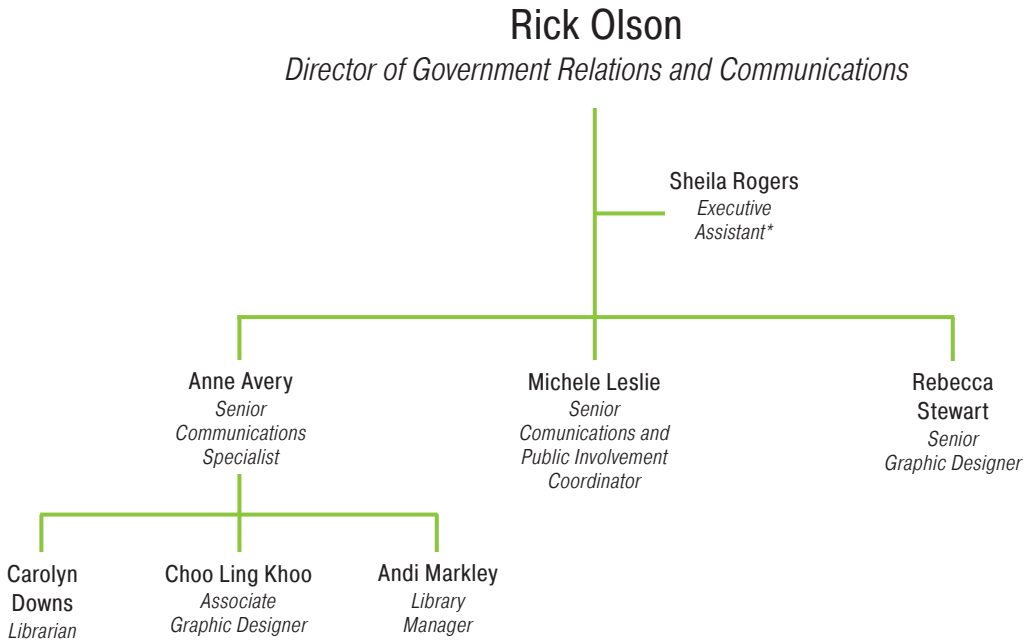 Rick Olson
Director of Government Relations and Communications
Sheila Rogers
Executive
Assistant*
Anne Avery
Senior
Communications
Specialist
Michele Leslie
Senior
Comunications and
Public Involvement
Coordinator
Rebecca
Stewart
Senior
Graphic Designer
Carolyn
Downs
Librarian
Choo Ling Khoo
Associate
Graphic Designer
Andi Markley
Library
Manager